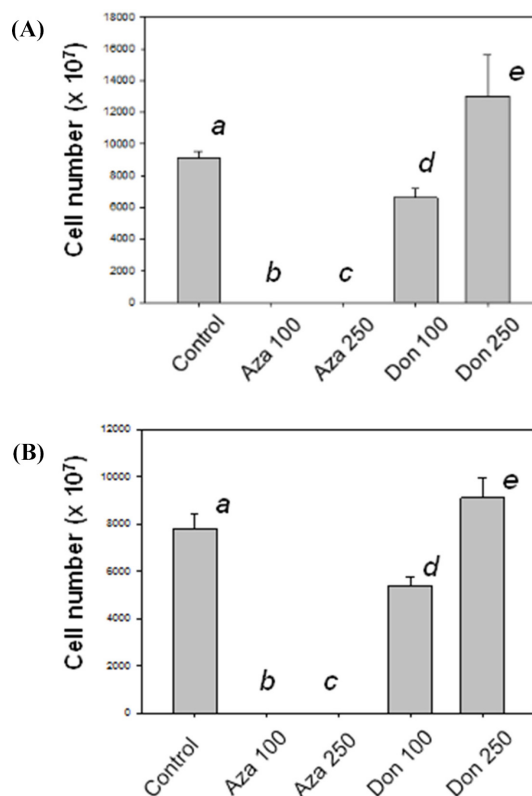 (A)
Cell number (x 10⁷)
18000
16000
14000
12000
10000
8000
6000
4000
2000
0
a
b
c
d
e
Control
Aza 100
Aza 250
Don 100
Don 250
(B)
Cell number (x 10⁷)
12000
10000
8000
6000
4000
2000
0
a
b
c
d
e
Control
Aza 100
Aza 250
Don 100
Don 250